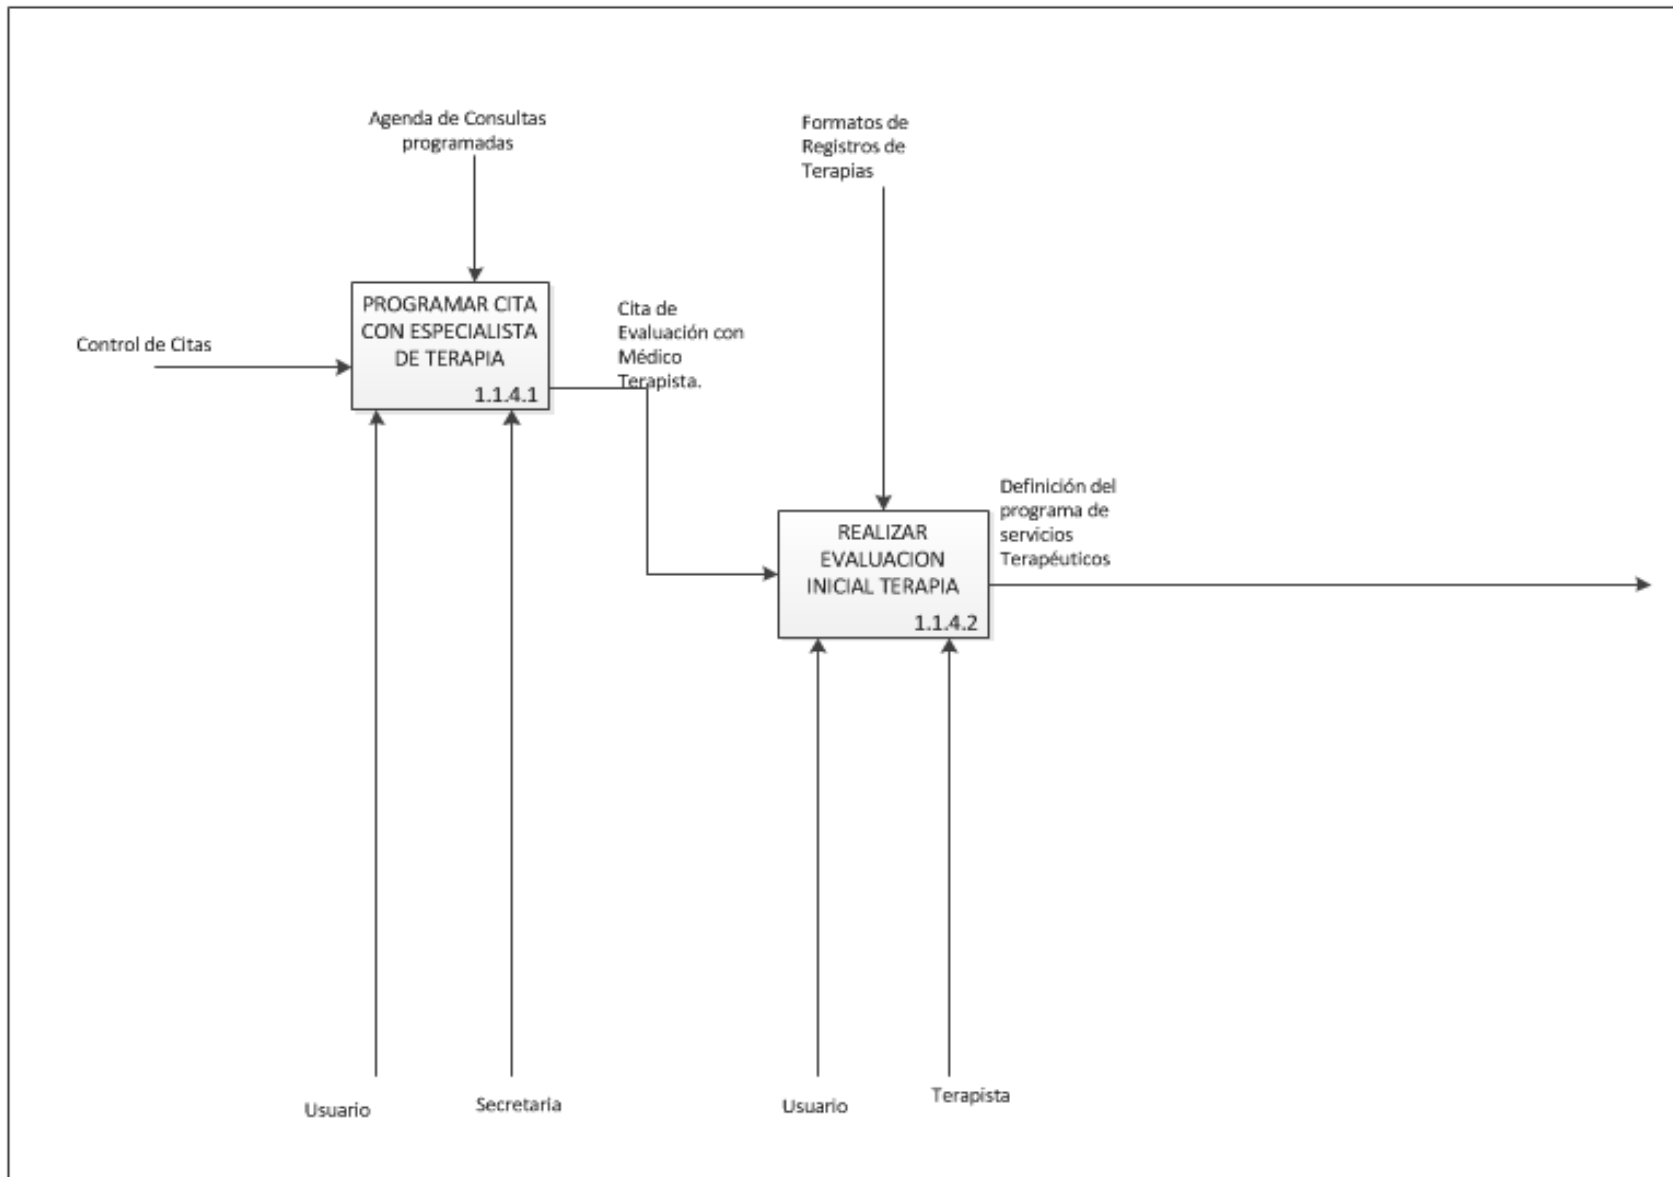 Agenda de Consultas
programadas
Formatos de
Registros de
Terapias
Control de Citas
PROGRAMAR CITA
CON ESPECIALISTA
DE TERAPIA
1.1.4.1
Cita de
Evaluación con
Médico
Terapista.
REALIZAR
EVALUACION
INICIAL TERAPIA
1.1.4.2
Definición del
programa de
servicios
Terapéuticos
Usuario
Secretaria
Usuario
Terapista